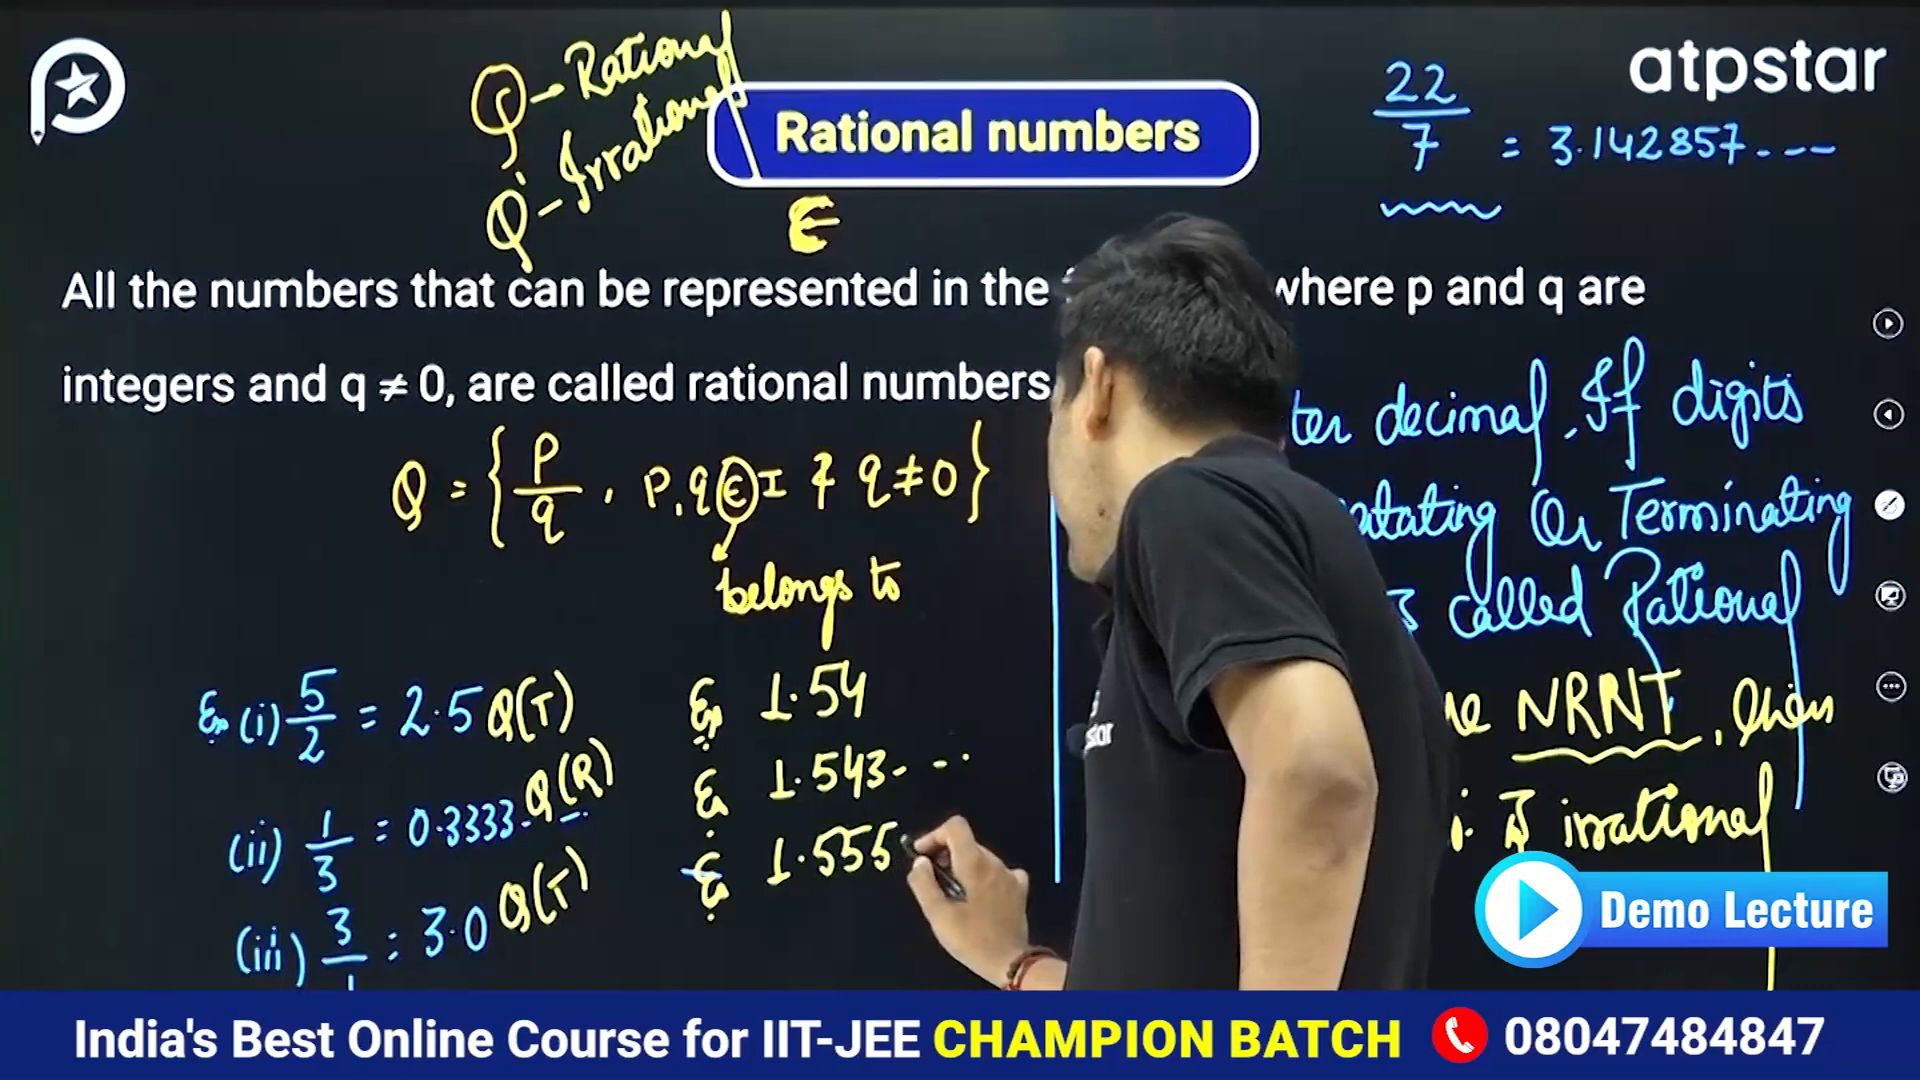 atpstar
Q - Rational
Q' - Irrational
Rational numbers
22/7 = 3.142857---
∈
All the numbers that can be represented in the where p and q are
integers and q ≠ 0, are called rational numbers
Q = { p/q , p,q ∈ I & q ≠ 0 }
belongs to
Ex (i) 5/2 = 2.5 Q(T)
(ii) 1/3 = 0.3333-- Q(R)
(iii) 3/1 = 3.0 Q(T)
Ex 1.54
Ex 1.543- - ..
Ex 1.555
decimal, If digits
Or Terminating
called Rational
NRNT, then
irrational
Demo Lecture
India's Best Online Course for IIT-JEE CHAMPION BATCH 08047484847